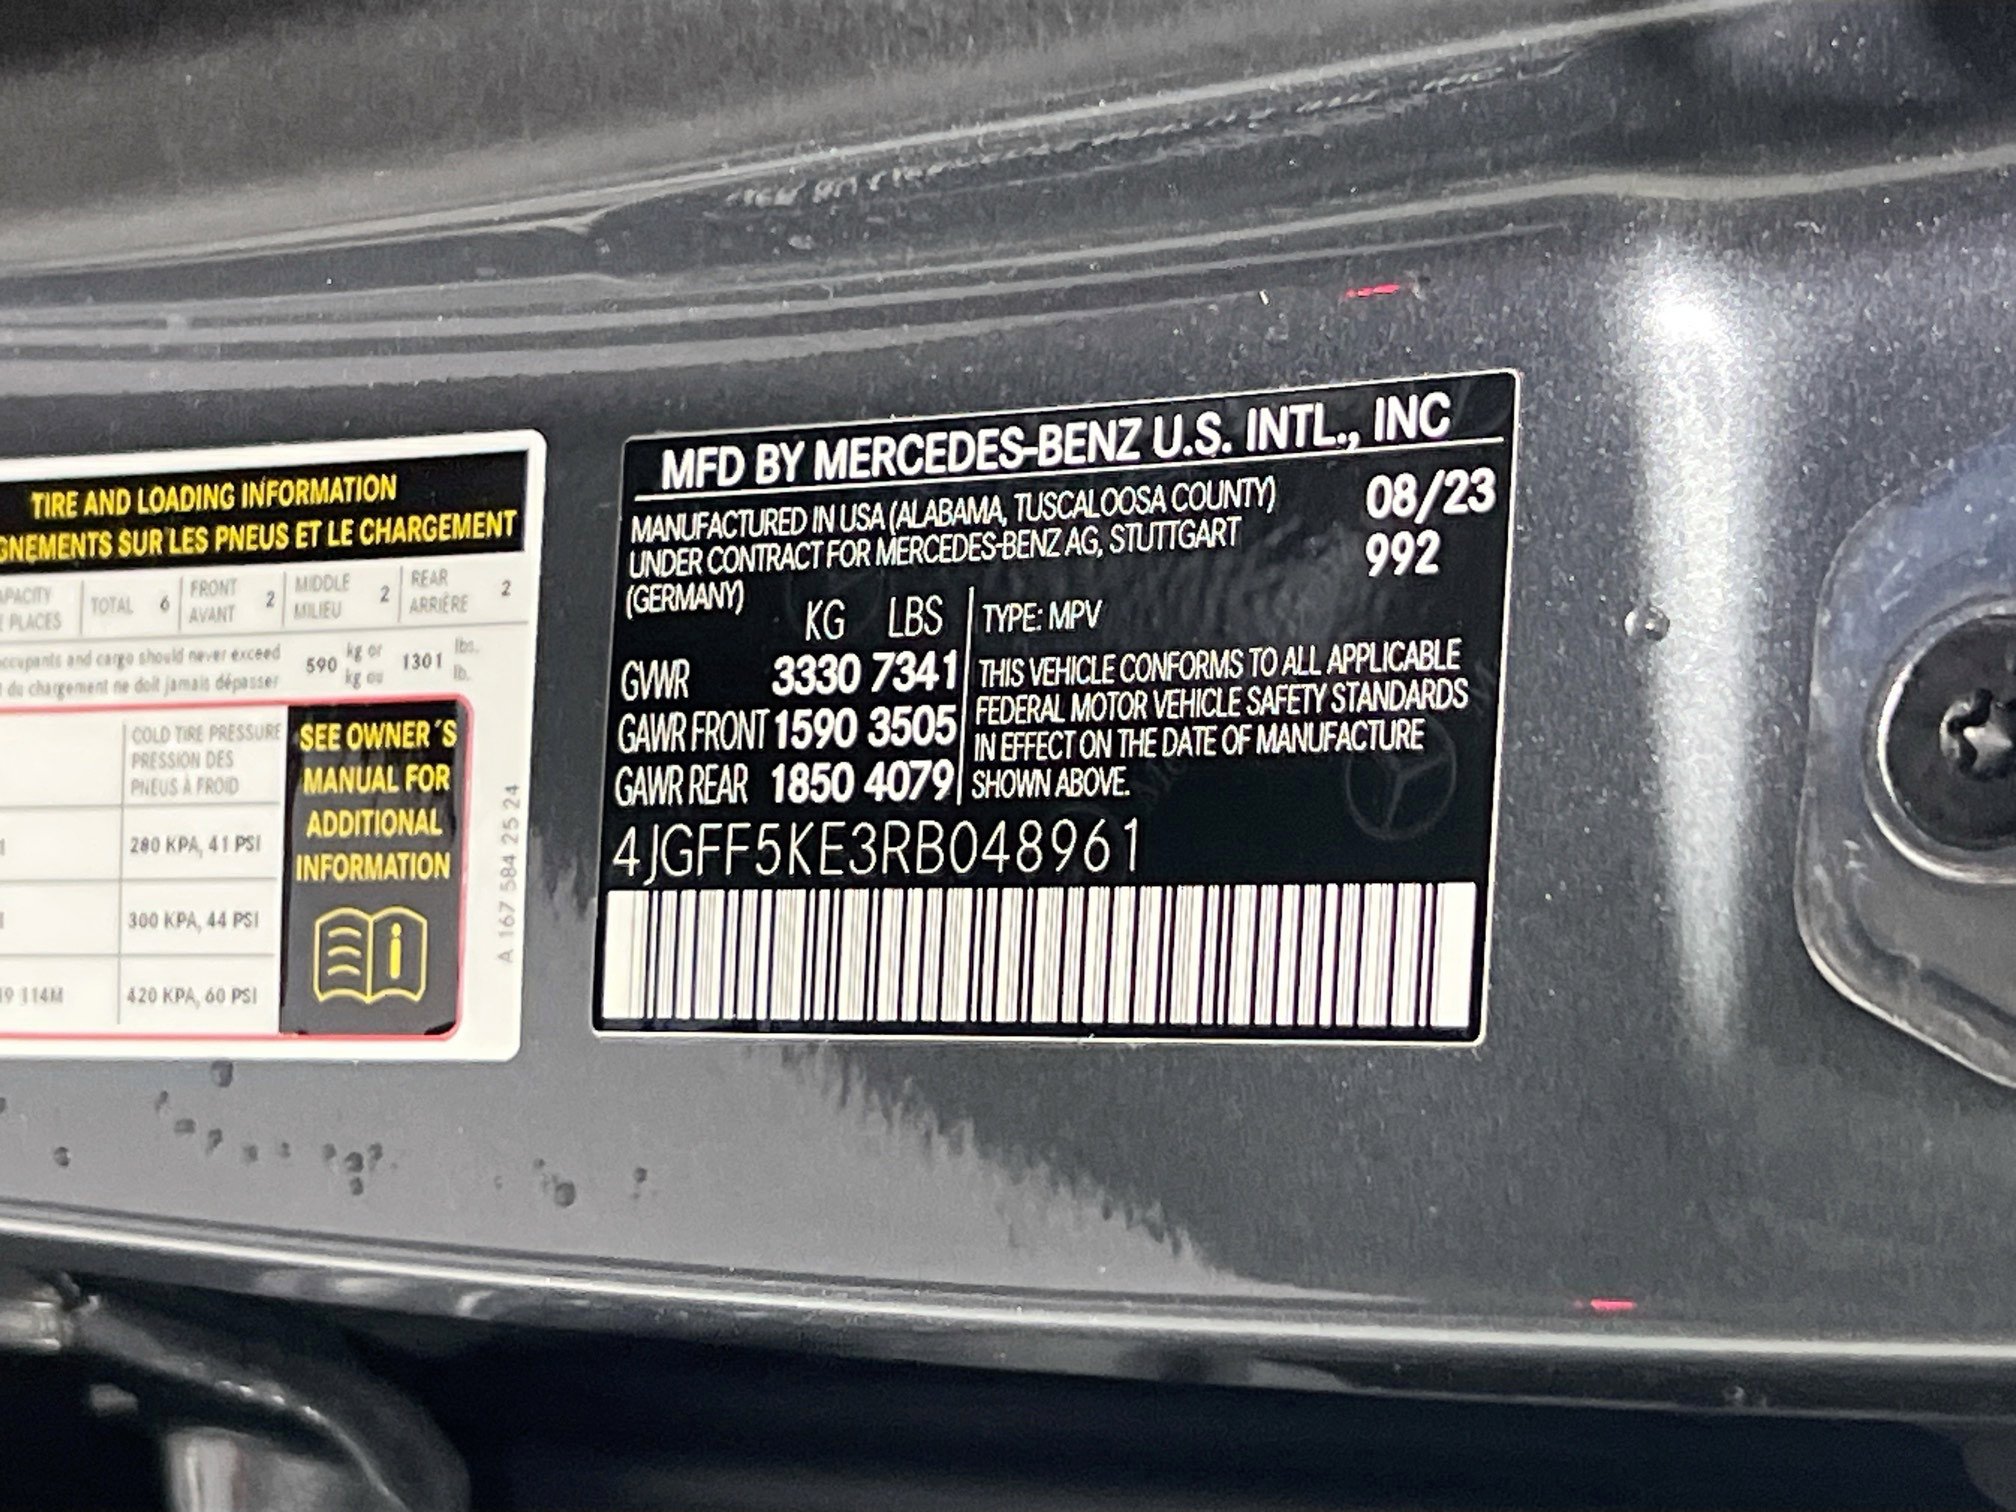 TIRE AND LOADING INFORMATION
GNEMENTS SUR LES PNEUS ET LE CHARGEMENT
APACITY
PLACES
TOTAL 6
FRONT
AVANT
2
MIDDLE
MILIEU
2
REAR
ARRIÈRE
2
ccupants and cargo should never exceed
du chargement ne doit jamais dépasser
590
kg or
kg ou
1301
lbs.
lb.
COLD TIRE PRESSURE
PRESSION DES
PNEUS À FROID
280 KPA, 41 PSI
300 KPA, 44 PSI
114M
420 KPA, 60 PSI
SEE OWNER´S
MANUAL FOR
ADDITIONAL
INFORMATION
i
A 167 584 25 24
MFD BY MERCEDES-BENZ U.S. INTL., INC
MANUFACTURED IN USA (ALABAMA, TUSCALOOSA COUNTY)
UNDER CONTRACT FOR MERCEDES-BENZ AG, STUTTGART
(GERMANY)
08/23
992
KG LBS
GVWR 3330 7341
GAWR FRONT 1590 3505
GAWR REAR 1850 4079
TYPE: MPV
THIS VEHICLE CONFORMS TO ALL APPLICABLE
FEDERAL MOTOR VEHICLE SAFETY STANDARDS
IN EFFECT ON THE DATE OF MANUFACTURE
SHOWN ABOVE.
4JGFF5KE3RB048961